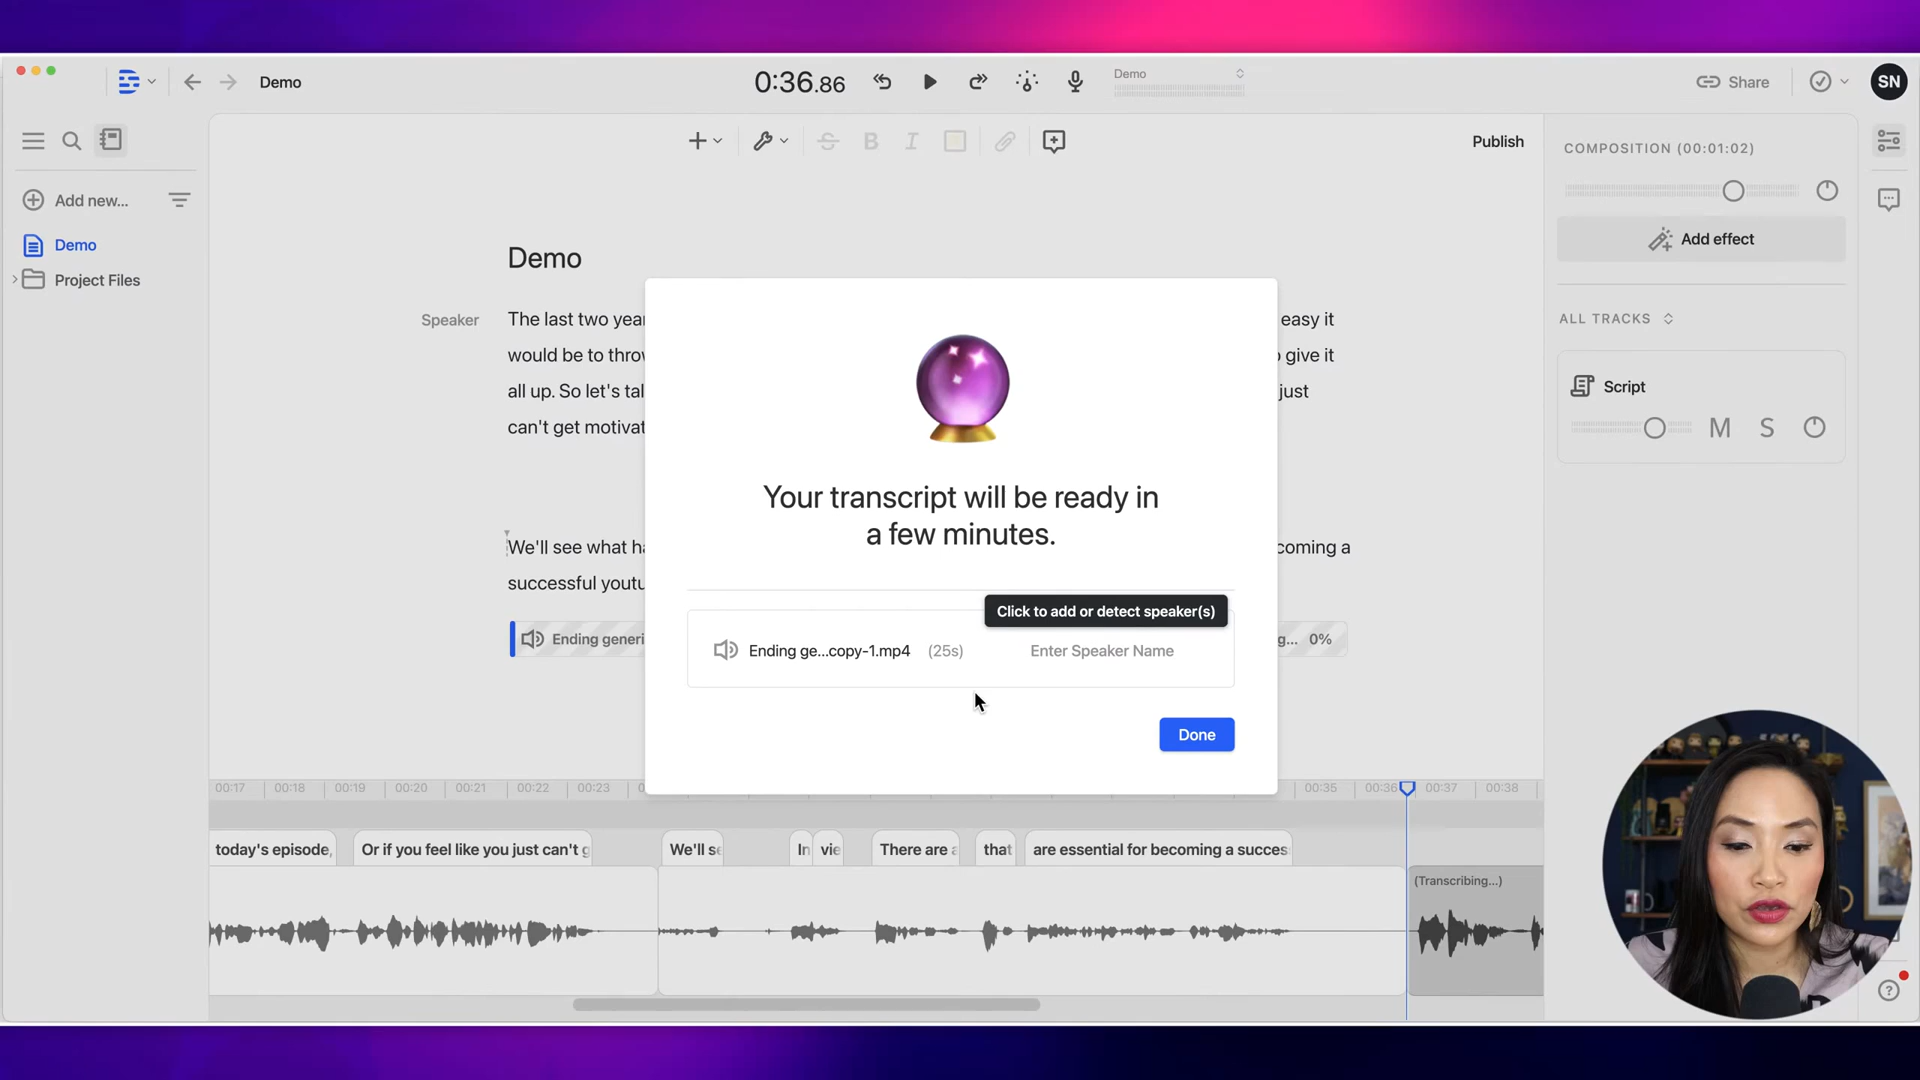 Demo
0:36.86
Demo
Share
SN
Publish
COMPOSITION (00:01:02)
Add new...
Demo
Project Files
Add effect
ALL TRACKS
Script
M S
Demo
Speaker
The last two year
easy it
would be to throw
give it
all up. So let's tal
just
can't get motivat
We'll see what ha
coming a
successful youtu
Ending generi
g... 0%
Your transcript will be ready in
a few minutes.
Click to add or detect speaker(s)
Ending ge...copy-1.mp4 (25s) Enter Speaker Name
Done
00:17 00:18 00:19 00:20 00:21 00:22 00:23 00:35 00:36 00:37 00:38
today's episode, Or if you feel like you just can't g We'll se In vie There are a that are essential for becoming a succes
(Transcribing...)